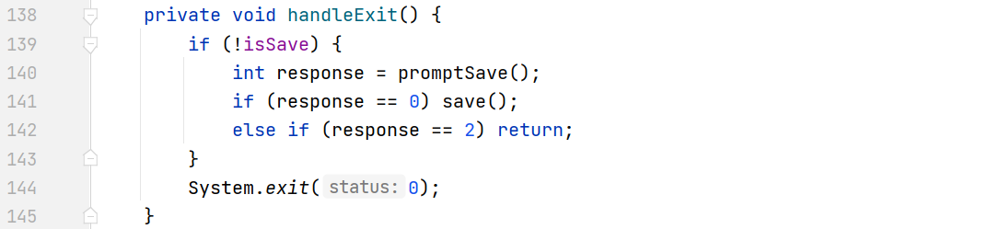 138 private void handleExit() {
139 if (!isSave) {
140 int response = promptSave();
141 if (response == 0) save();
142 else if (response == 2) return;
143 }
144 System.exit( status: 0);
145 }